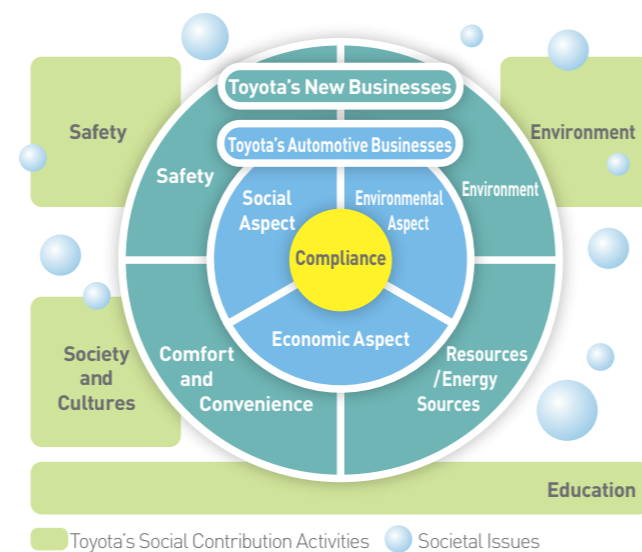 Toyota's New Businesses
Toyota's Automotive Businesses
Safety
Environment
Safety
Environment
Social
Aspect
Environmental
Aspect
Compliance
Economic Aspect
Society
and
Cultures
Comfort
and
Convenience
Resources
/Energy
Sources
Education
Toyota's Social Contribution Activities
Societal Issues